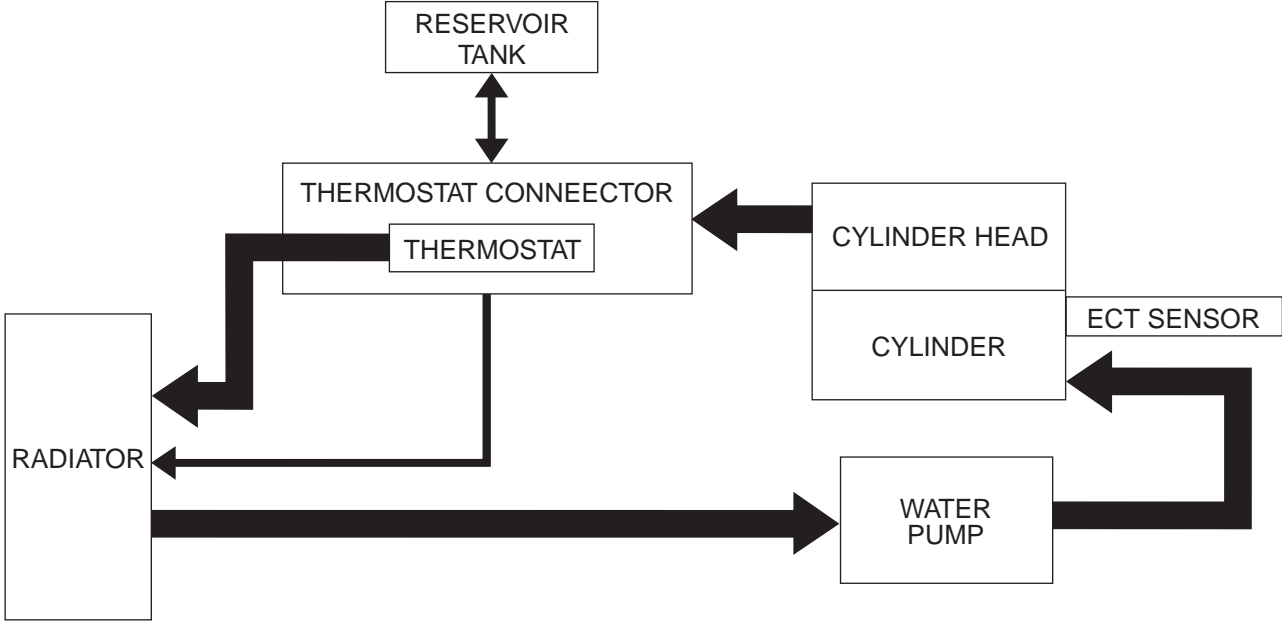 RESERVOIR
TANK
THERMOSTAT CONNEECTOR
THERMOSTAT
CYLINDER HEAD
ECT SENSOR
CYLINDER
RADIATOR
WATER
PUMP